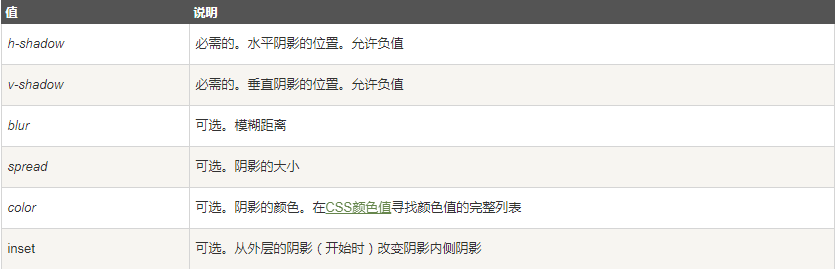 值 说明
h-shadow 必需的。水平阴影的位置。允许负值
v-shadow 必需的。垂直阴影的位置。允许负值
blur 可选。模糊距离
spread 可选。阴影的大小
color 可选。阴影的颜色。在CSS颜色值寻找颜色值的完整列表
inset 可选。从外层的阴影（开始时）改变阴影内侧阴影